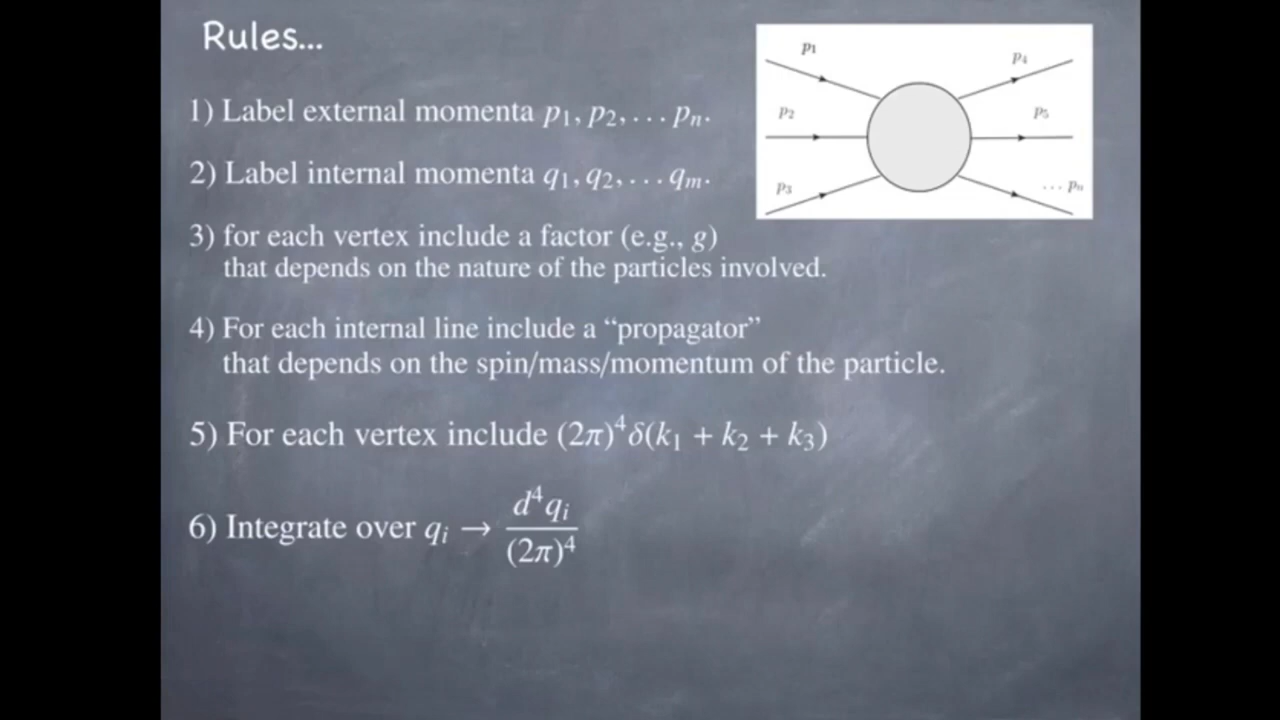 Rules...
1) Label external momenta p₁, p₂, . . . pₙ.
2) Label internal momenta q₁, q₂, . . . qₘ.
3) for each vertex include a factor (e.g., g)
that depends on the nature of the particles involved.
4) For each internal line include a “propagator”
that depends on the spin/mass/momentum of the particle.
5) For each vertex include (2π)⁴δ(k₁ + k₂ + k₃)
6) Integrate over qᵢ → d⁴qᵢ / (2π)⁴
p₁
p₄
p₂
p₅
p₃
... pₙ